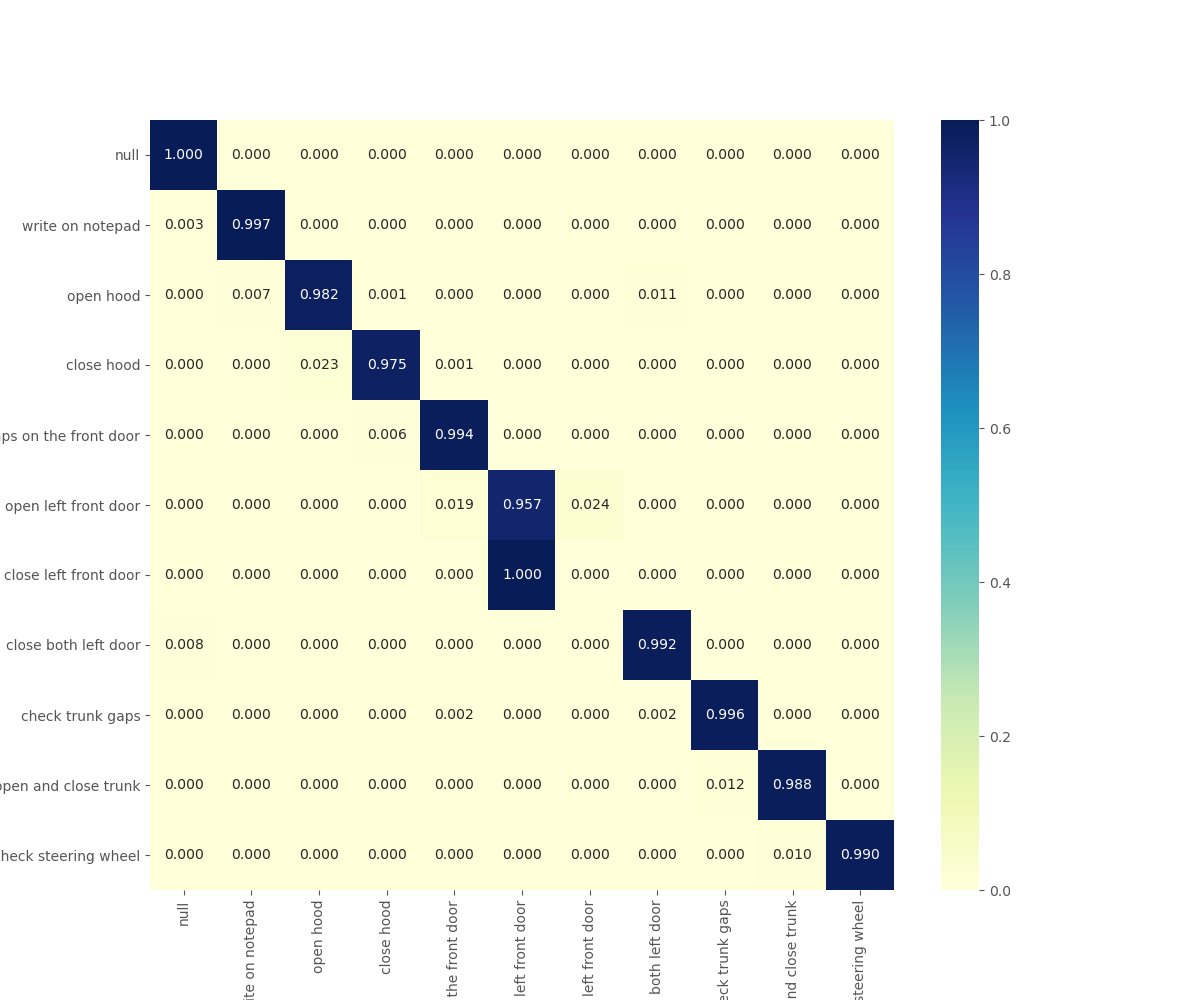 1.0
null 1.000 0.000 0.000 0.000 0.000 0.000 0.000 0.000 0.000 0.000 0.000
write on notepad 0.003 0.997 0.000 0.000 0.000 0.000 0.000 0.000 0.000 0.000 0.000
0.8
open hood 0.000 0.007 0.982 0.001 0.000 0.000 0.000 0.011 0.000 0.000 0.000
close hood 0.000 0.000 0.023 0.975 0.001 0.000 0.000 0.000 0.000 0.000 0.000
0.6
ps on the front door 0.000 0.000 0.000 0.006 0.994 0.000 0.000 0.000 0.000 0.000 0.000
open left front door 0.000 0.000 0.000 0.000 0.019 0.957 0.024 0.000 0.000 0.000 0.000
close left front door 0.000 0.000 0.000 0.000 0.000 1.000 0.000 0.000 0.000 0.000 0.000
0.4
close both left door 0.008 0.000 0.000 0.000 0.000 0.000 0.000 0.992 0.000 0.000 0.000
check trunk gaps 0.000 0.000 0.000 0.000 0.002 0.000 0.000 0.002 0.996 0.000 0.000
0.2
open and close trunk 0.000 0.000 0.000 0.000 0.000 0.000 0.000 0.000 0.012 0.988 0.000
heck steering wheel 0.000 0.000 0.000 0.000 0.000 0.000 0.000 0.000 0.000 0.010 0.990
0.0
null
ite on notepad
open hood
close hood
the front door
left front door
left front door
both left door
eck trunk gaps
nd close trunk
steering wheel